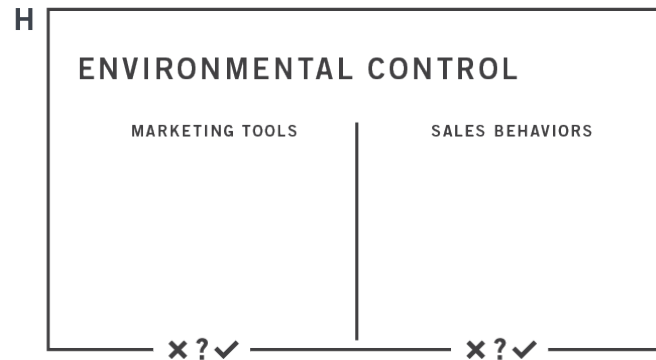 H
ENVIRONMENTAL CONTROL
MARKETING TOOLS
SALES BEHAVIORS
✖ ? ✔
✖ ? ✔